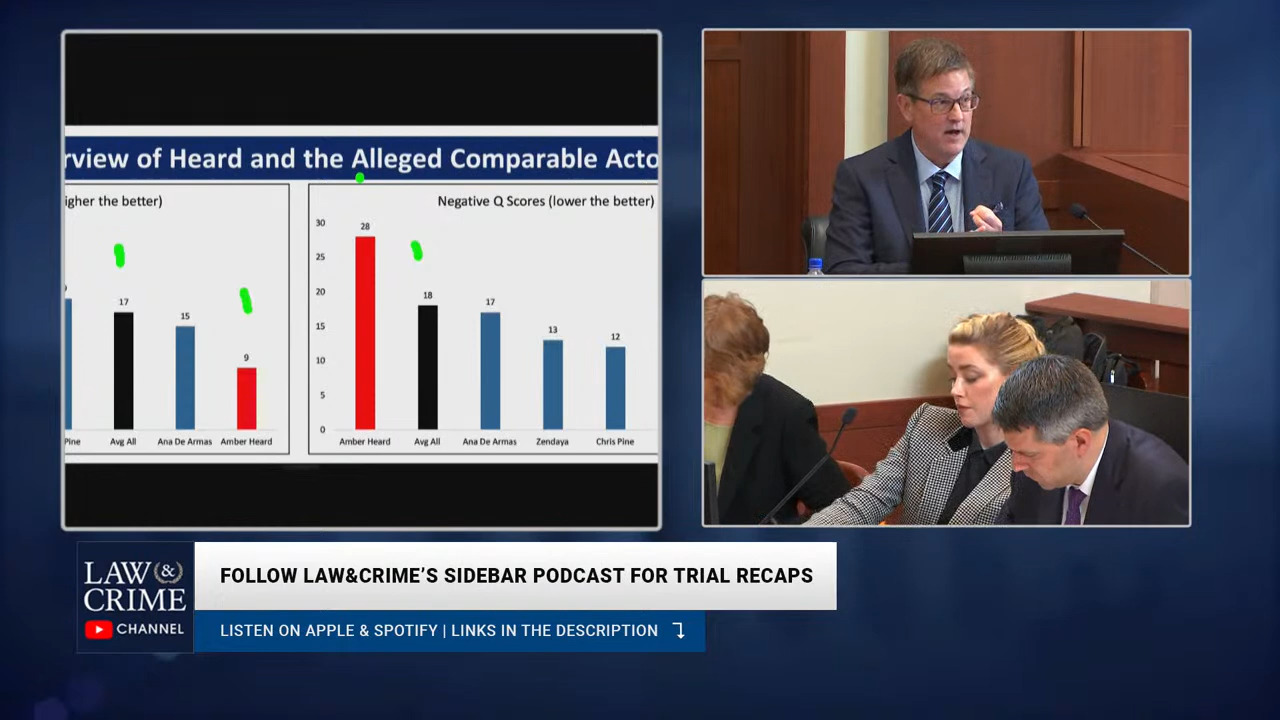 rview of Heard and the Alleged Comparable Acto
igher the better)
17
15
9
Pine
Avg All
Ana De Armas
Amber Heard
Negative Q Scores (lower the better)
30
25
20
15
10
5
0
28
18
17
13
12
Amber Heard
Avg All
Ana De Armas
Zendaya
Chris Pine
LAW &
CRIME
CHANNEL
FOLLOW LAW&CRIME'S SIDEBAR PODCAST FOR TRIAL RECAPS
LISTEN ON APPLE & SPOTIFY | LINKS IN THE DESCRIPTION